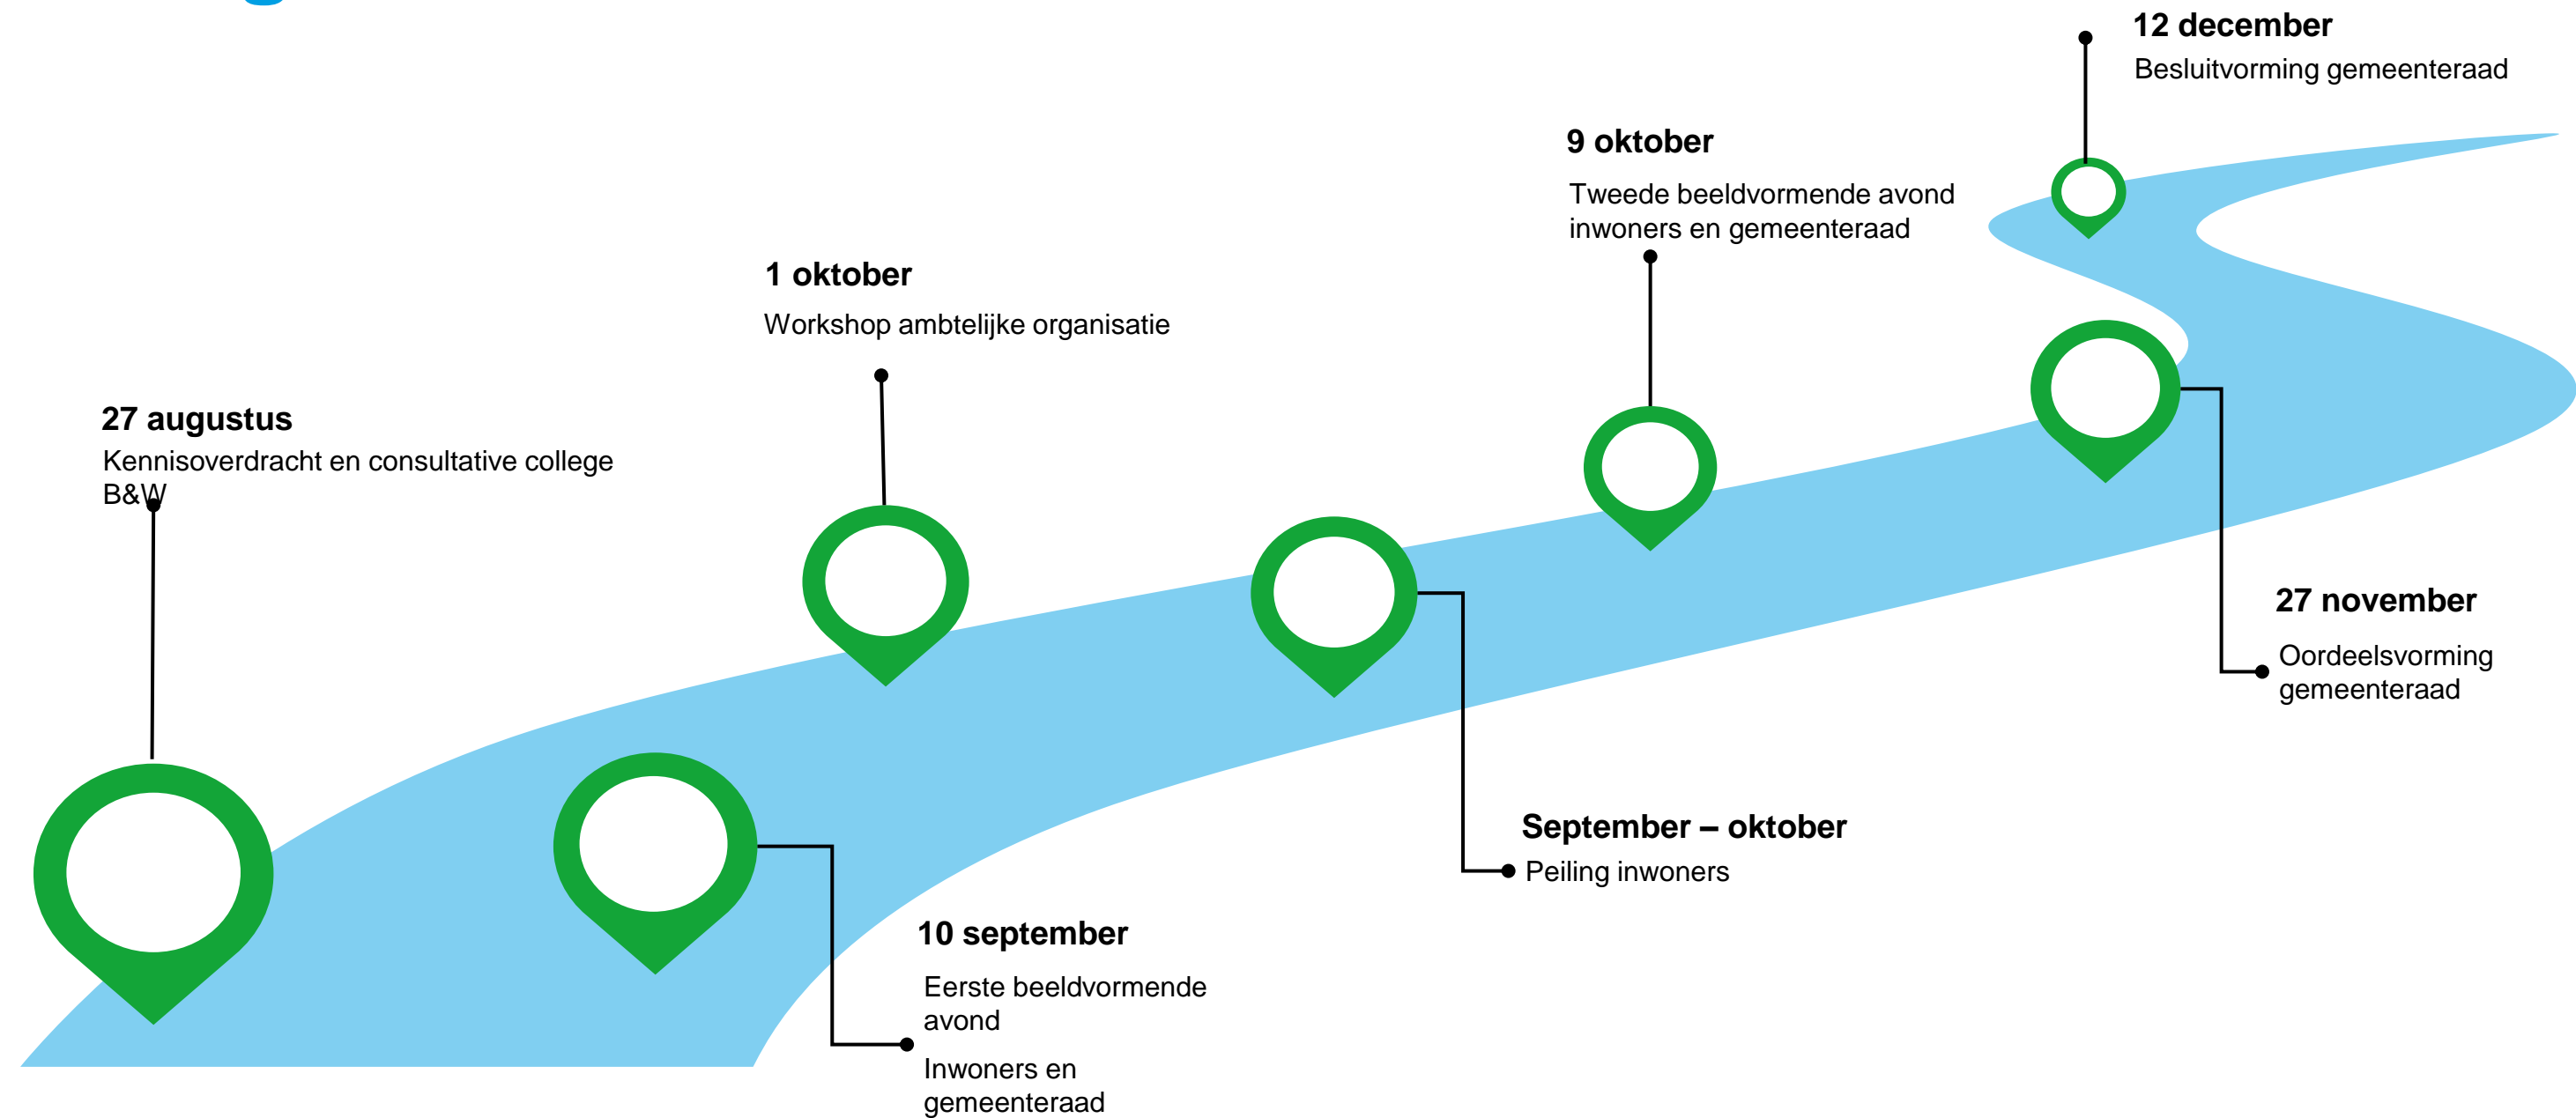 12 december
Besluitvorming gemeenteraad
9 oktober
Tweede beeldvormende avond
inwoners en gemeenteraad
1 oktober
Workshop ambtelijke organisatie
27 augustus
Kennisoverdracht en consultative college
B&W
27 november
Oordeelsvorming
gemeenteraad
September – oktober
Peiling inwoners
10 september
Eerste beeldvormende
avond
Inwoners en
gemeenteraad